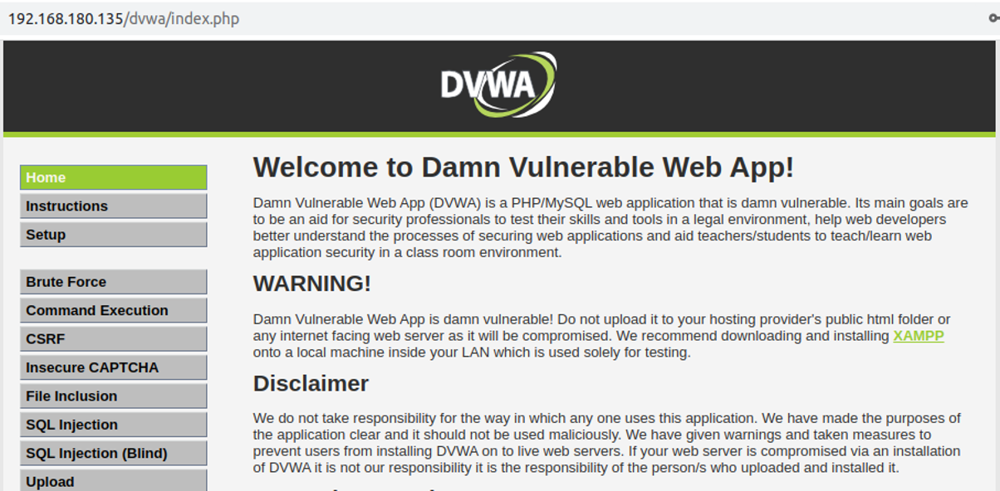 192.168.180.135/dvwa/index.php
DVWA
Home
Instructions
Setup
Brute Force
Command Execution
CSRF
Insecure CAPTCHA
File Inclusion
SQL Injection
SQL Injection (Blind)
Upload
Welcome to Damn Vulnerable Web App!
Damn Vulnerable Web App (DVWA) is a PHP/MySQL web application that is damn vulnerable. Its main goals are
to be an aid for security professionals to test their skills and tools in a legal environment, help web developers
better understand the processes of securing web applications and aid teachers/students to teach/learn web
application security in a class room environment.
WARNING!
Damn Vulnerable Web App is damn vulnerable! Do not upload it to your hosting provider's public html folder or
any internet facing web server as it will be compromised. We recommend downloading and installing XAMPP
onto a local machine inside your LAN which is used solely for testing.
Disclaimer
We do not take responsibility for the way in which any one uses this application. We have made the purposes of
the application clear and it should not be used maliciously. We have given warnings and taken measures to
prevent users from installing DVWA on to live web servers. If your web server is compromised via an installation
of DVWA it is not our responsibility it is the responsibility of the person/s who uploaded and installed it.